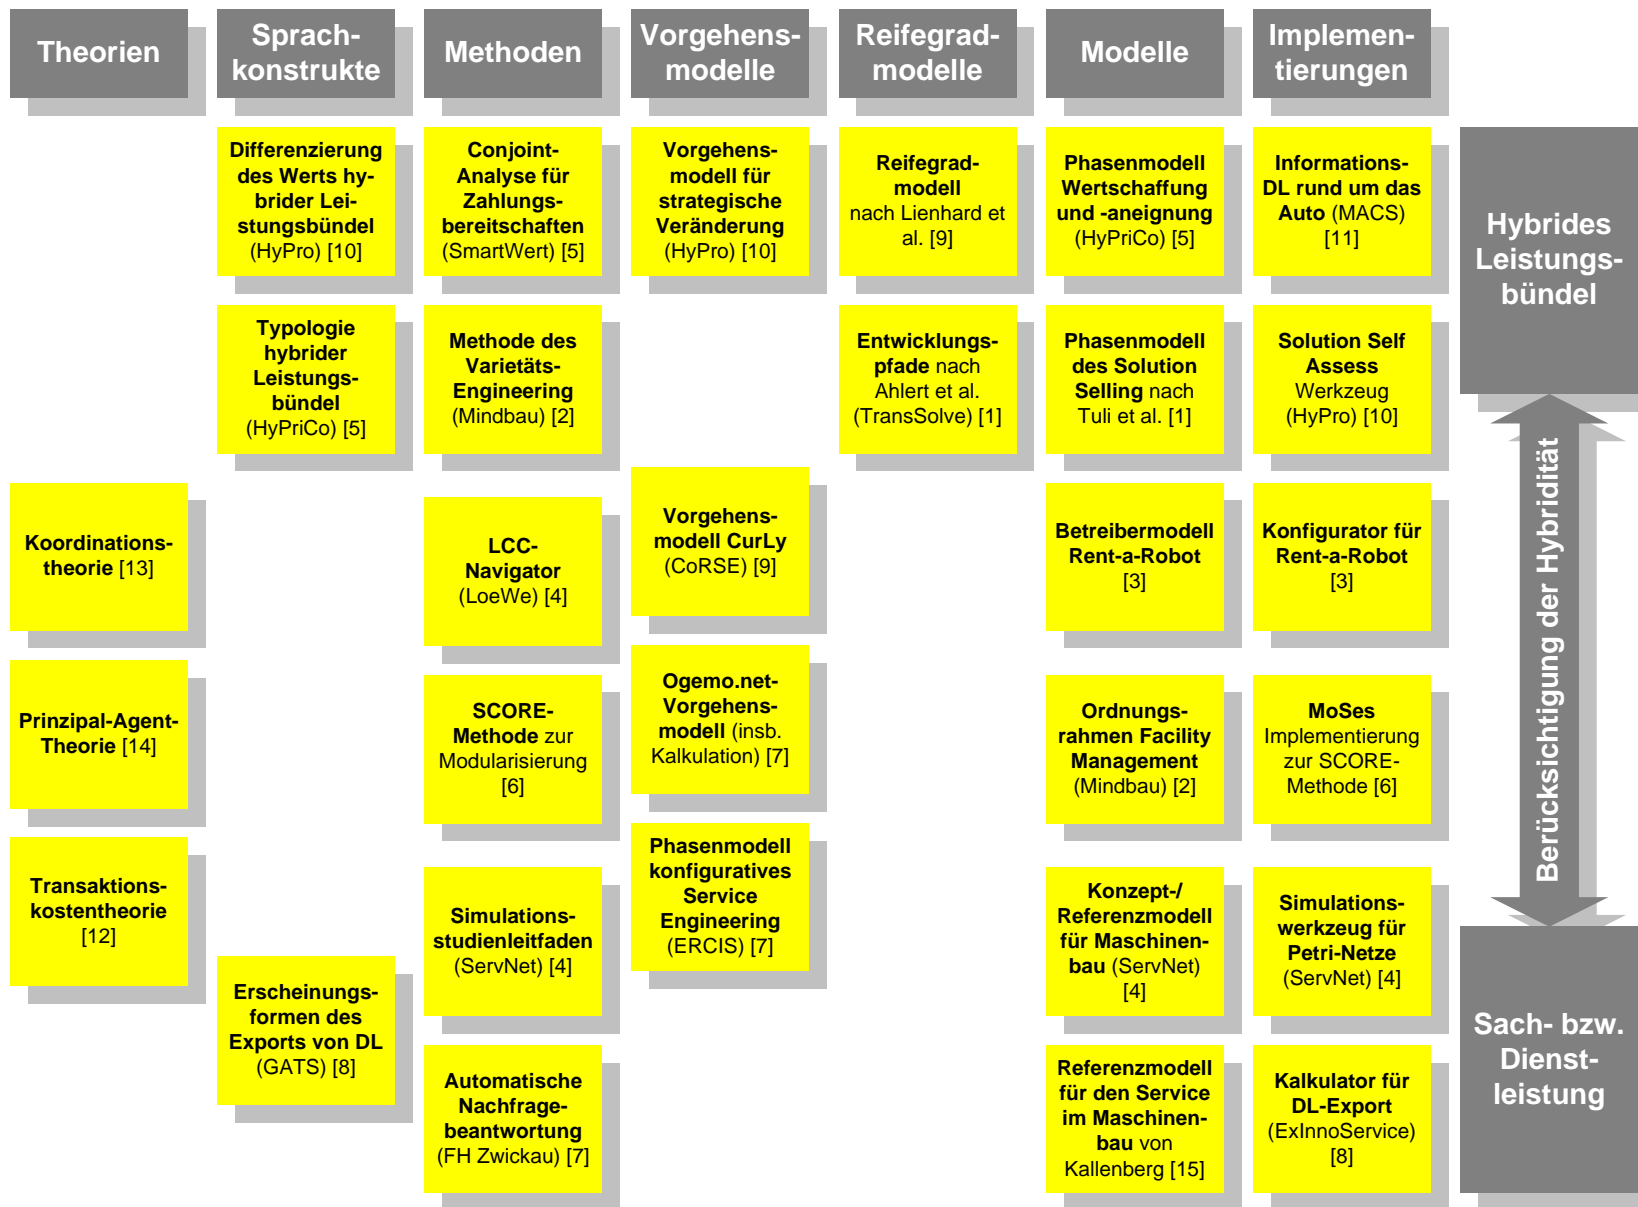 Theorien
Sprach-
konstrukte
Methoden
Vorgehens-
modelle
Reifegrad-
modelle
Modelle
Implemen-
tierungen
Differenzierung
des Werts hy-
brider Lei-
stungsbündel
(HyPro) [10]
Conjoint-
Analyse für
Zahlungs-
bereitschaften
(SmartWert) [5]
Vorgehens-
modell für
strategische
Veränderung
(HyPro) [10]
Reifegrad-
modell
nach Lienhard et
al. [9]
Phasenmodell
Wertschaffung
und -aneignung
(HyPriCo) [5]
Informations-
DL rund um das
Auto (MACS)
[11]
Hybrides
Leistungs-
bündel
Typologie
hybrider
Leistungs-
bündel
(HyPriCo) [5]
Methode des
Varietäts-
Engineering
(Mindbau) [2]
Entwicklungs-
pfade nach
Ahlert et al.
(TransSolve) [1]
Phasenmodell
des Solution
Selling nach
Tuli et al. [1]
Solution Self
Assess
Werkzeug
(HyPro) [10]
Berücksichtigung der Hybridität
Koordinations-
theorie [13]
LCC-
Navigator
(LoeWe) [4]
Vorgehens-
modell CurLy
(CoRSE) [9]
Betreibermodell
Rent-a-Robot
[3]
Konfigurator für
Rent-a-Robot
[3]
Prinzipal-Agent-
Theorie [14]
SCORE-
Methode zur
Modularisierung
[6]
Ogemo.net-
Vorgehens-
modell (insb.
Kalkulation) [7]
Ordnungs-
rahmen Facility
Management
(Mindbau) [2]
MoSes
Implementierung
zur SCORE-
Methode [6]
Transaktions-
kostentheorie
[12]
Simulations-
studienleitfaden
(ServNet) [4]
Phasenmodell
konfiguratives
Service
Engineering
(ERCIS) [7]
Konzept-/
Referenzmodell
für Maschinen-
bau (ServNet)
[4]
Simulations-
werkzeug für
Petri-Netze
(ServNet) [4]
Sach- bzw.
Dienst-
leistung
Erscheinungs-
formen des
Exports von DL
(GATS) [8]
Automatische
Nachfrage-
beantwortung
(FH Zwickau) [7]
Referenzmodell
für den Service
im Maschinen-
bau von
Kallenberg [15]
Kalkulator für
DL-Export
(ExInnoService)
[8]